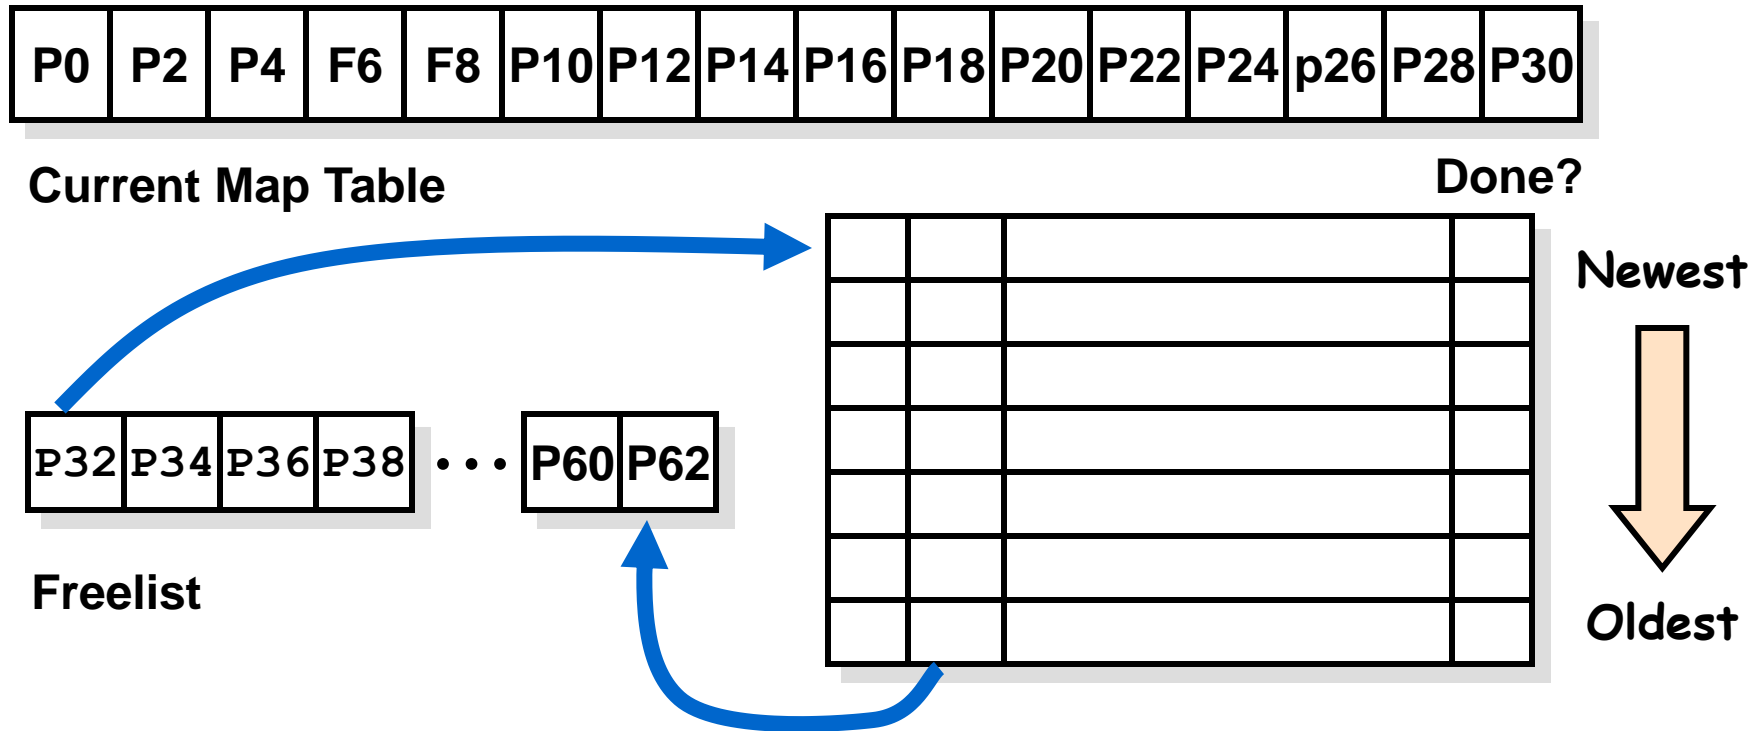 P0 P2 P4 F6 F8 P10 P12 P14 P16 P18 P20 P22 P24 p26 P28 P30
Current Map Table
Done?
Newest
P32 P34 P36 P38 ... P60 P62
Freelist
Oldest